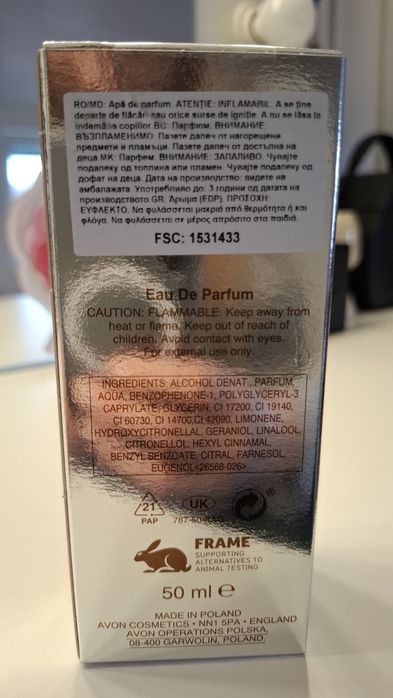 RO/MD: Apă de parfum. ATENȚIE: INFLAMABIL. A se ține
departe de flăcări sau orice surse de igniție. A nu se lăsa la
îndemâna copiilor BG: Парфюм. ВНИМАНИЕ:
ВЪЗПЛАМЕНИМО. Пазете далеч от нагорещени
предмети и пламъци. Пазете далеч от достъпна на
деца MK: Парфем. ВНИМАНИЕ: ЗАПАЛИВО. Чувајте
подалеку од топлина или пламен. Чувајте подалеку од
дофат на деца. Дата на производство: видете на
амбалажата. Употребливо до: 3 години од датата на
производството GR: Άρωμα (EDP). ΠΡΟΣΟΧΗ:
ΕΥΦΛΕΚΤΟ. Να φυλάσσεται μακριά από θερμότητα ή και
φλόγα. Να φυλάσσεται σε μέρος απρόσιτο στα παιδιά.
FSC: 1531433
Eau De Parfum
CAUTION: FLAMMABLE. Keep away from
heat or flame. Keep out of reach of
children. Avoid contact with eyes.
For external use only.
INGREDIENTS: ALCOHOL DENAT., PARFUM,
AQUA, BENZOPHENONE-1, POLYGLYCERYL-3
CAPRYLATE, GLYCERIN, CI 17200, CI 19140,
CI 60730, CI 14700, CI 42090, LIMONENE,
HYDROXYCITRONELLAL, GERANIOL, LINALOOL,
CITRONELLOL, HEXYL CINNAMAL,
BENZYL BENZOATE, CITRAL, FARNESOL,
EUGENOL<26568-026>
21
PAP
UK
FRAME
SUPPORTING
ALTERNATIVES TO
ANIMAL TESTING
50 ml e
MADE IN POLAND
AVON COSMETICS • NN1 5PA • ENGLAND
AVON OPERATIONS POLSKA,
08-400 GARWOLIN, POLAND.